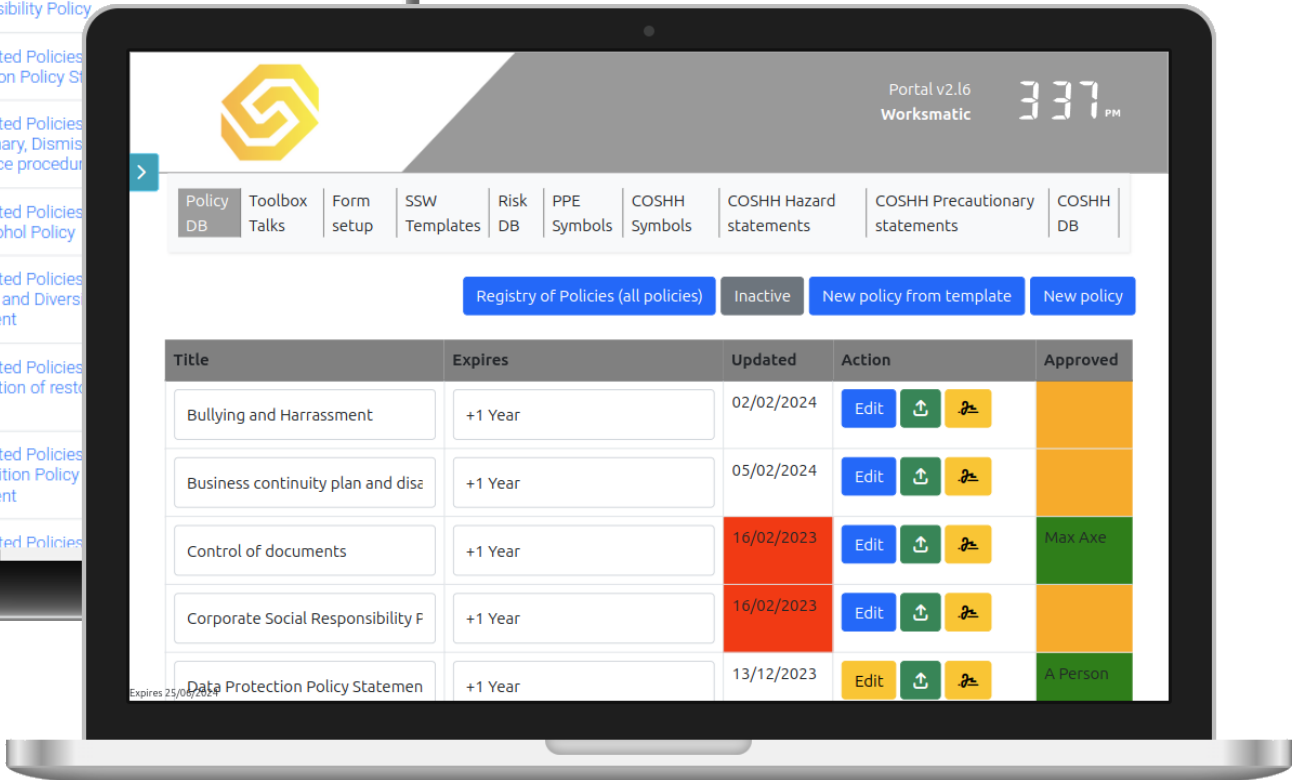 sibility Policy
ted Policies
on Policy St
ted Policies
nary, Dismis
ce procedur
ted Policies
ohol Policy
ted Policies
and Divers
ent
ted Policies
tion of resto
ted Policies
ition Policy
ent
ted Policies
Portal v2.l6
Worksmatic
337 PM
Policy DB
Toolbox Talks
Form setup
SSW Templates
Risk DB
PPE Symbols
COSHH Symbols
COSHH Hazard statements
COSHH Precautionary statements
COSHH DB
Registry of Policies (all policies) Inactive New policy from template New policy
Title Expires Updated Action Approved
Bullying and Harrassment +1 Year 02/02/2024 Edit
Business continuity plan and disa +1 Year 05/02/2024 Edit
Control of documents +1 Year 16/02/2023 Edit Max Axe
Corporate Social Responsibility P +1 Year 16/02/2023 Edit
Data Protection Policy Statemen +1 Year 13/12/2023 Edit A Person
Expires 25/06/2024